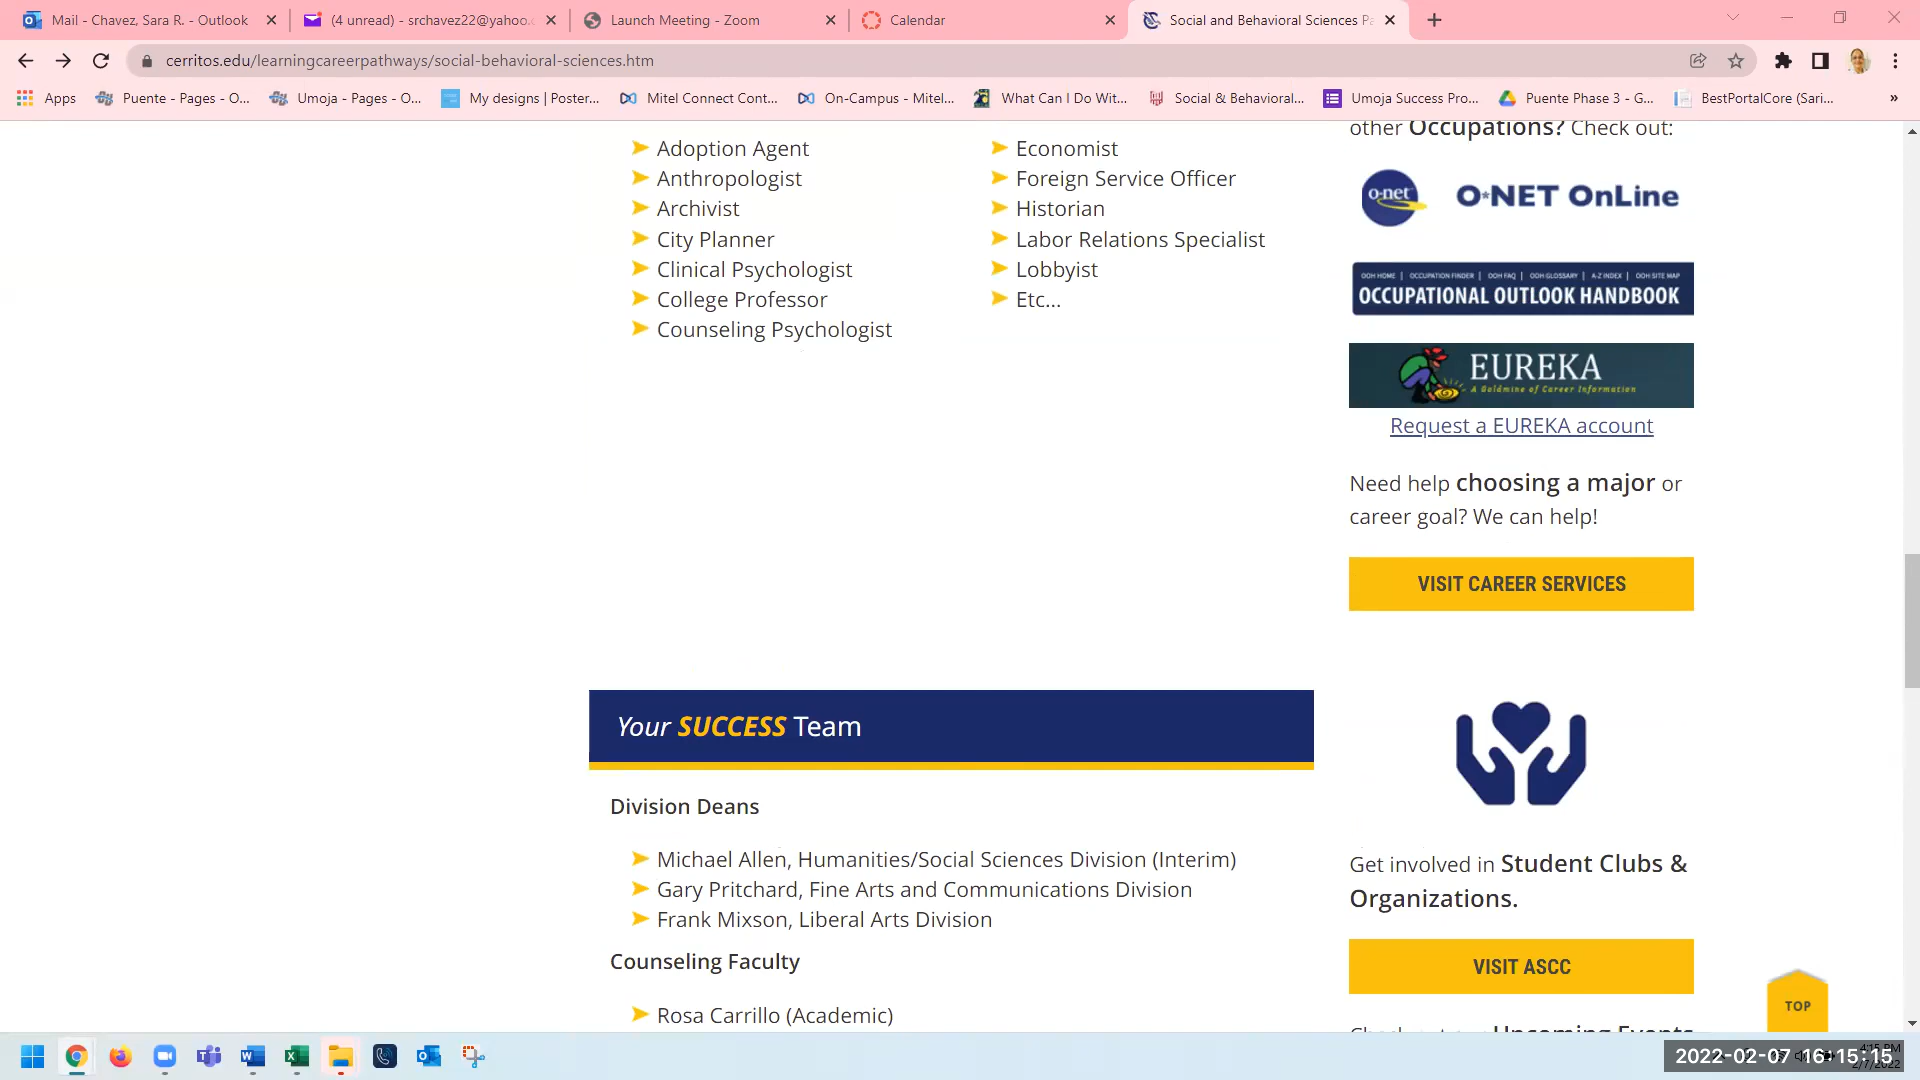 Mail - Chavez, Sara R. - Outlook
(4 unread) - srchavez22@yahoo.c
Launch Meeting - Zoom
Calendar
Social and Behavioral Sciences Pa
cerritos.edu/learningcareerpathways/social-behavioral-sciences.htm
Apps
Puente - Pages - O...
Umoja - Pages - O...
My designs | Poster...
Mitel Connect Cont...
On-Campus - Mitel...
What Can I Do Wit...
Social & Behavioral...
Umoja Success Pro...
Puente Phase 3 - G...
BestPortalCore (Sari...
»
Adoption Agent
Anthropologist
Archivist
City Planner
Clinical Psychologist
College Professor
Counseling Psychologist
Economist
Foreign Service Officer
Historian
Labor Relations Specialist
Lobbyist
Etc...
other Occupations? Check out:
o·net
O*NET OnLine
OOH HOME | OCCUPATION FINDER | OOH FAQ | OOH GLOSSARY | A-Z INDEX | OOH SITE MAP
OCCUPATIONAL OUTLOOK HANDBOOK
EUREKA
A Goldmine of Career Information
Request a EUREKA account
Need help choosing a major or
career goal? We can help!
VISIT CAREER SERVICES
Your SUCCESS Team
Division Deans
Michael Allen, Humanities/Social Sciences Division (Interim)
Gary Pritchard, Fine Arts and Communications Division
Frank Mixson, Liberal Arts Division
Counseling Faculty
Rosa Carrillo (Academic)
Get involved in Student Clubs &
Organizations.
VISIT ASCC
Check out our Upcoming Events
TOP
4:15 PM
2/7/2022
2022-02-07 16:15:15